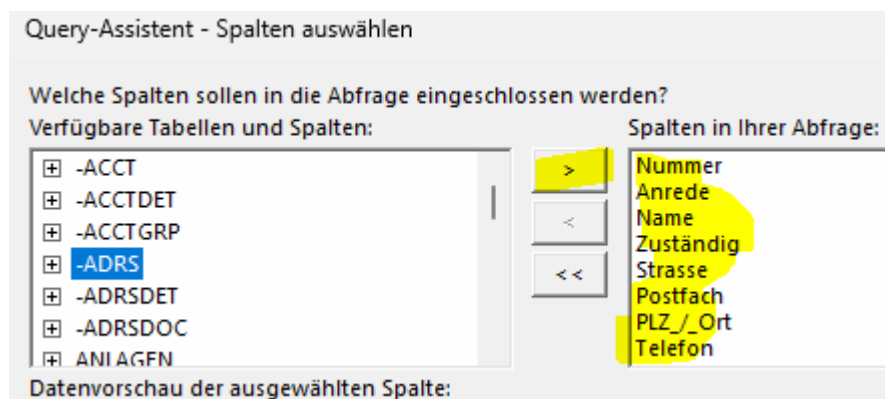 Query-Assistent - Spalten auswählen
Welche Spalten sollen in die Abfrage eingeschlossen werden?
Verfügbare Tabellen und Spalten:
-ACCT
-ACCTDET
-ACCTGRP
-ADRS
-ADRSDET
-ADRSDOC
ANLAGEN
>
<
<<
Spalten in Ihrer Abfrage:
Nummer
Anrede
Name
Zuständig
Strasse
Postfach
PLZ_/_Ort
Telefon
Datenvorschau der ausgewählten Spalte: